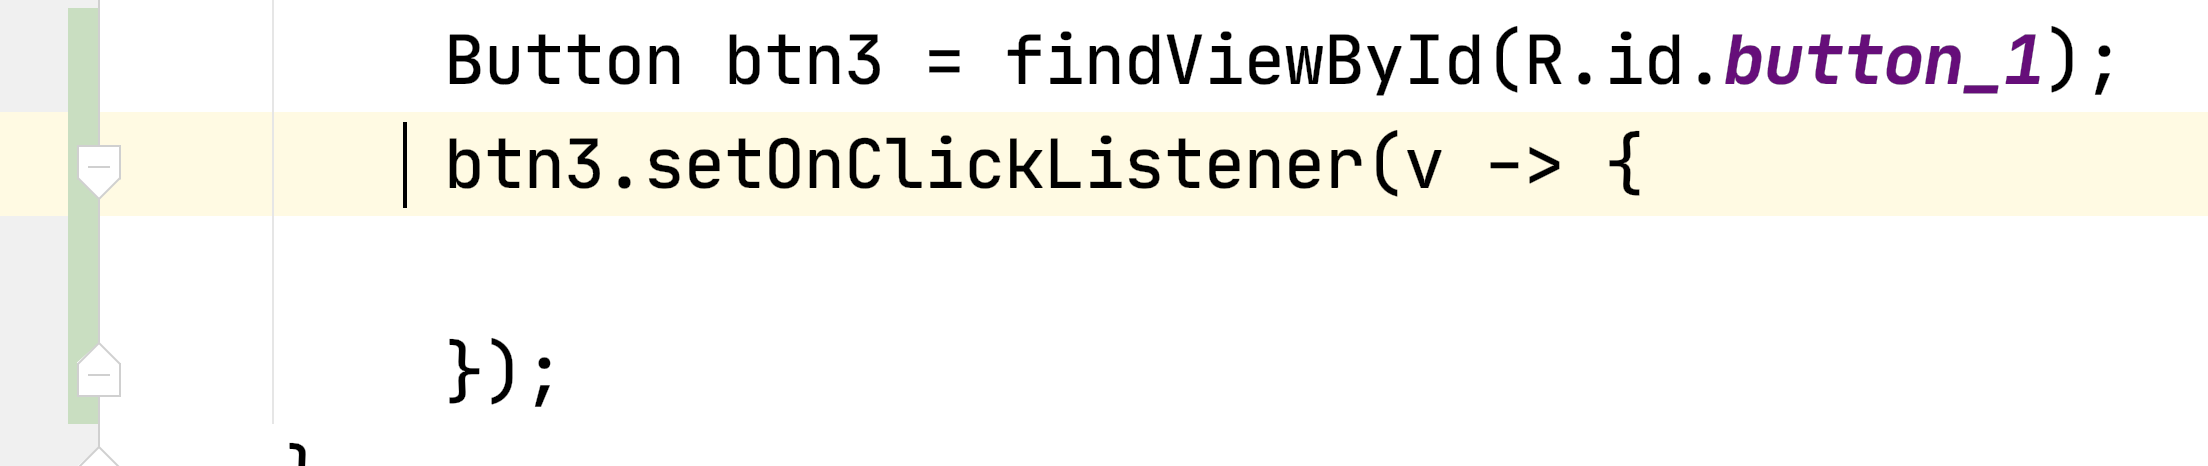 Button btn3 = findViewById(R.id.button_1);
btn3.setOnClickListener(v -> {
});
}